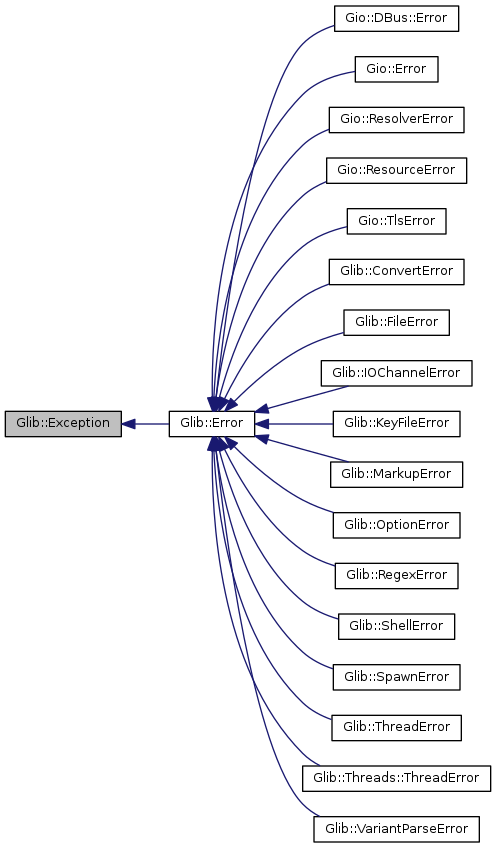 Gio::DBus::Error
Gio::Error
Gio::ResolverError
Gio::ResourceError
Gio::TlsError
Glib::ConvertError
Glib::FileError
Glib::IOChannelError
Glib::Exception
Glib::Error
Glib::KeyFileError
Glib::MarkupError
Glib::OptionError
Glib::RegexError
Glib::ShellError
Glib::SpawnError
Glib::ThreadError
Glib::Threads::ThreadError
Glib::VariantParseError